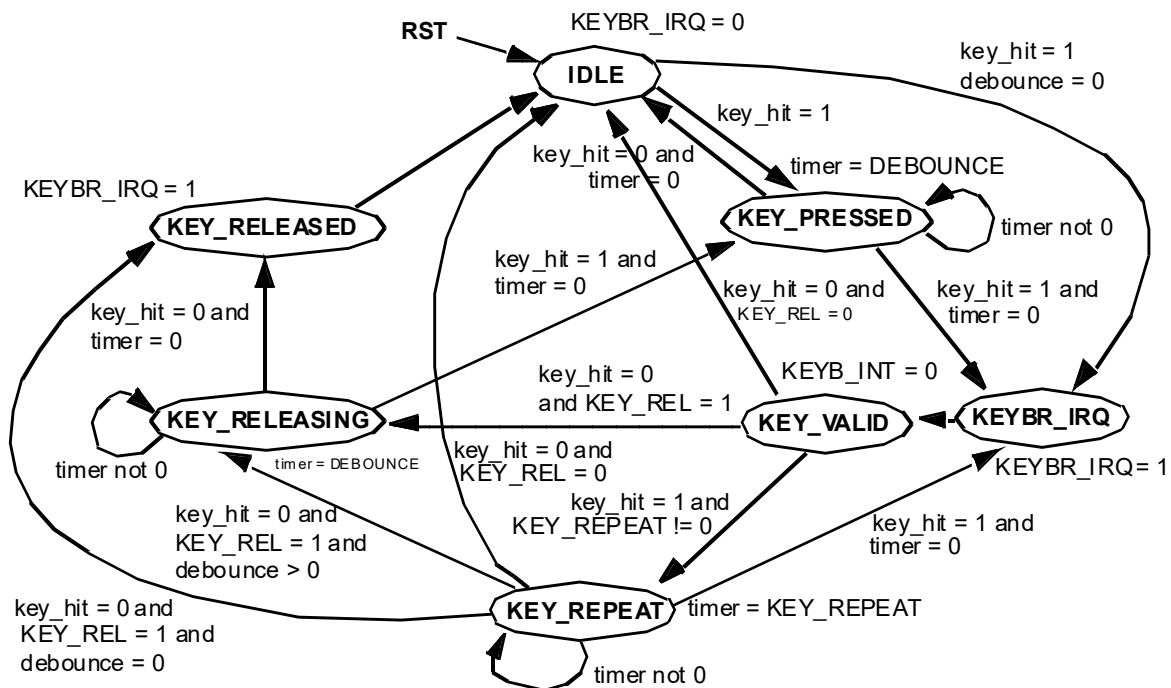 KEYBR_IRQ = 0
RST
IDLE
key_hit = 1
debounce = 0
key_hit = 1
key_hit = 0 and
timer = 0
timer = DEBOUNCE
KEYBR_IRQ = 1
KEY_RELEASED
KEY_PRESSED
timer not 0
key_hit = 1 and
timer = 0
key_hit = 0 and
KEY_REL = 0
key_hit = 1 and
timer = 0
key_hit = 0 and
timer = 0
key_hit = 0
and KEY_REL = 1
KEYB_INT = 0
KEY_RELEASING
KEY_VALID
KEYBR_IRQ
timer not 0
timer = DEBOUNCE
key_hit = 0 and
KEY_REL = 0
KEYBR_IRQ = 1
key_hit = 0 and
KEY_REL = 1 and
debounce > 0
key_hit = 1 and
KEY_REPEAT != 0
key_hit = 1 and
timer = 0
key_hit = 0 and
KEY_REL = 1 and
debounce = 0
KEY_REPEAT
timer = KEY_REPEAT
timer not 0